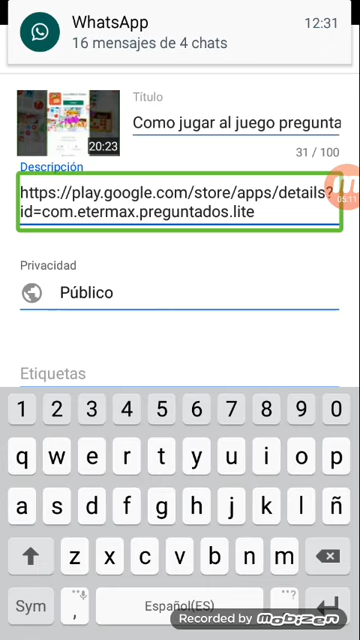 WhatsApp
12:31
16 mensajes de 4 chats
20:23
Título
Como jugar al juego pregunta
31 / 100
Descripción
https://play.google.com/store/apps/details?
id=com.etermax.preguntados.lite
05:11
Privacidad
Público
Etiquetas
1 2 3 4 5 6 7 8 9 0
q w e r t y u i o p
a s d f g h j k l ñ
z x c v b n m
Sym , Español(ES) . ?
Recorded by Mobizen